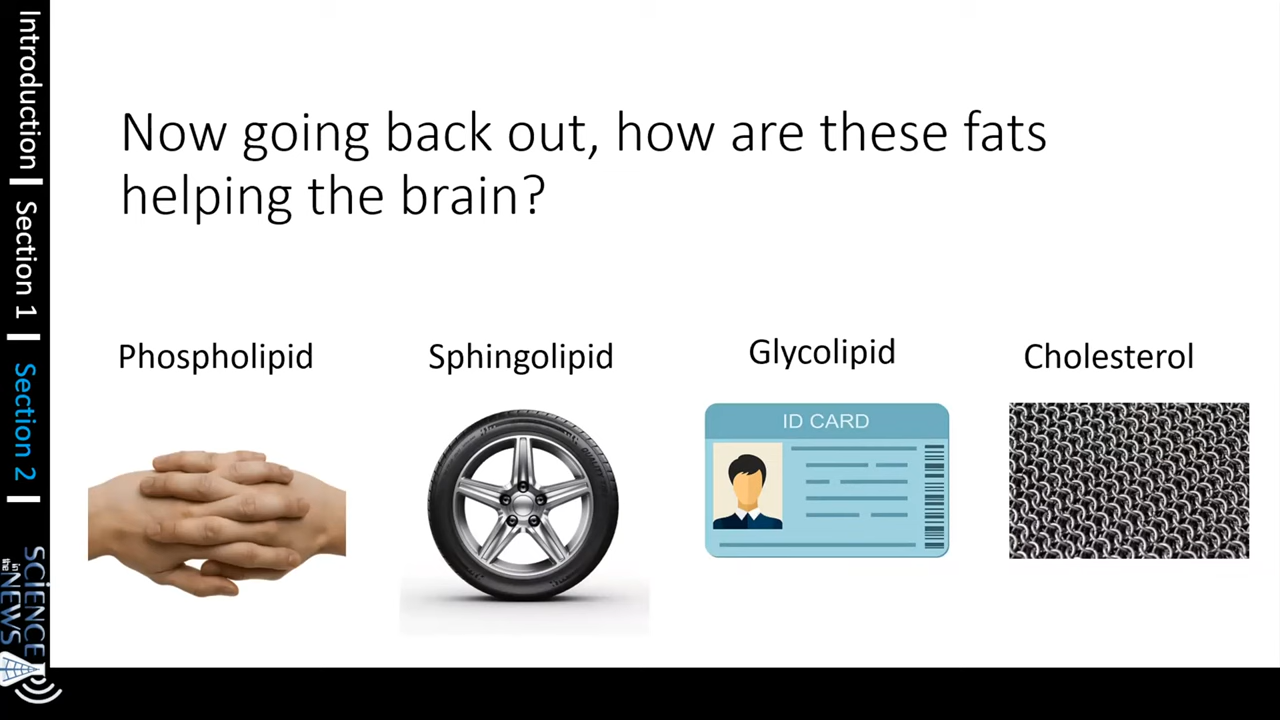 Introduction | Section 1 | Section 2 |
SCIENCE
in the
NEWS
Now going back out, how are these fats
helping the brain?
Phospholipid
Sphingolipid
Glycolipid
Cholesterol
ID CARD